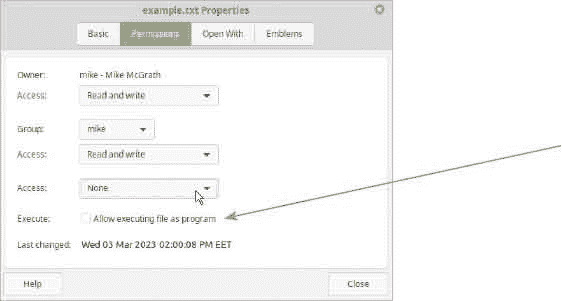 example.txt Properties
Basic Permissions Open With Emblems
Owner: mike - Mike McGrath
Access: Read and write
Group: mike
Access: Read and write
Access: None
Execute: Allow executing file as program
Last changed: Wed 03 Mar 2023 02:00:08 PM EET
Help Close